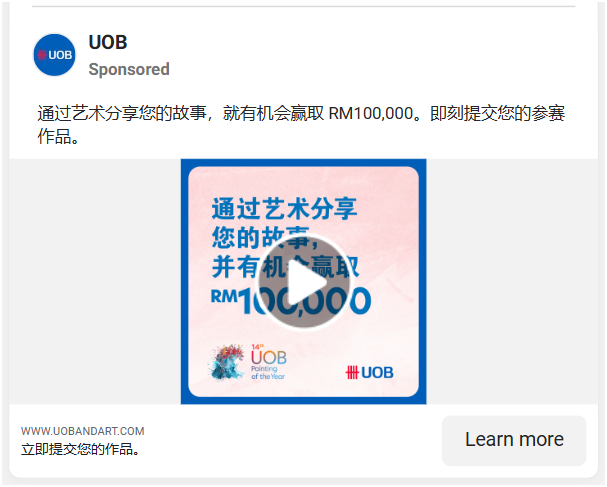 UOB
UOB
Sponsored
通过艺术分享您的故事，就有机会赢取 RM100,000。即刻提交您的参赛
作品。
通过艺术分享
您的故事，
并有机会赢取
RM100,000
14TH
UOB
Painting
of the Year
UOB
WWW.UOBANDART.COM
立即提交您的作品。
Learn more